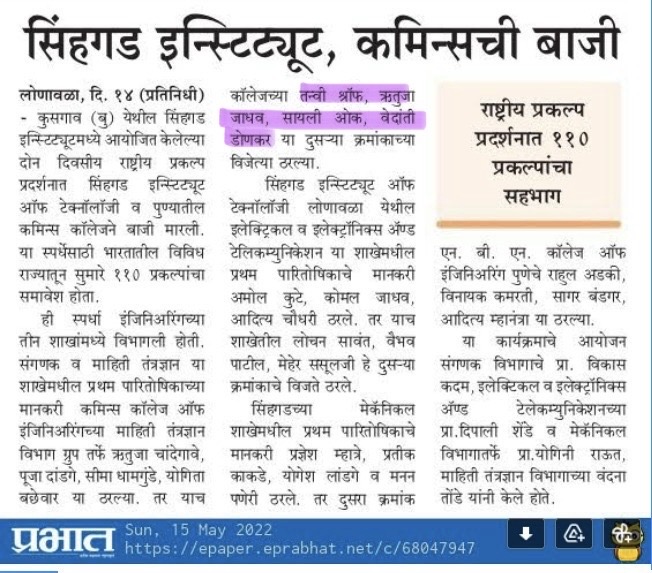 सिंहगड इन्स्टिट्यूट, कमिन्सची बाजी
लोणावळा, दि. १४ (प्रतिनिधी)
- कुसगाव (बु) येथील सिंहगड
इन्स्टिट्यूटमध्ये आयोजित केलेल्या
दोन दिवसीय राष्ट्रीय प्रकल्प
प्रदर्शनात सिंहगड इन्स्टिट्यूट
ऑफ टेक्नॉलॉजी व पुण्यातील
कमिन्स कॉलेजने बाजी मारली.
या स्पर्धेसाठी भारतातील विविध
राज्यातून सुमारे ११० प्रकल्पांचा
समावेश होता.
ही स्पर्धा इंजिनिअरिंगच्या
तीन शाखांमध्ये विभागली होती.
संगणक व माहिती तंत्रज्ञान या
शाखेमधील प्रथम पारितोषिकाच्या
मानकरी कमिन्स कॉलेज ऑफ
इंजिनिअरिंगच्या माहिती तंत्रज्ञान
विभाग ग्रुप तर्फे ऋतुजा चांदेगावे,
पूजा दांडगे, सीमा धामगुंडे, योगिता
बछेवार या ठरल्या. तर याच
कॉलेजच्या तन्वी श्रॉफ, ऋतुजा
जाधव, सायली ओक, वेदांती
डोणकर या दुसऱ्या क्रमांकाच्या
विजेत्या ठरल्या.
सिंहगड इन्स्टिट्यूट ऑफ
टेक्नॉलॉजी लोणावळा येथील
इलेक्ट्रिकल व इलेक्ट्रॉनिक्स अॅण्ड
टेलिकम्युनिकेशन या शाखेमधील
प्रथम पारितोषिकाचे मानकरी
अमोल कुटे, कोमल जाधव,
आदित्य चौधरी ठरले. तर याच
शाखेतील लोचन सावंत, वैभव
पाटील, मेहेर ससूलजी हे दुसऱ्या
क्रमांकाचे विजते ठरले.
सिंहगडच्या मेकॅनिकल
शाखेमधील प्रथम पारितोषिकाचे
मानकरी प्रज्ञेश म्हात्रे, प्रतीक
काकडे, योगेश लांडगे व मनन
पणेरी ठरले. तर दुसरा क्रमांक
राष्ट्रीय प्रकल्प
प्रदर्शनात ११०
प्रकल्पांचा
सहभाग
एन. बी. एन. कॉलेज ऑफ
इंजिनिअरिंग पुणेचे राहुल अडकी,
विनायक कमरती, सागर बंडगर,
आदित्य महानंत्रा या ठरल्या.
या कार्यक्रमाचे आयोजन
संगणक विभागाचे प्रा. विकास
कदम, इलेक्टिकल व इलेक्ट्रॉनिक्स
अॅण्ड टेलेकम्युनिकेशनच्या
प्रा.दिपाली शेंडे व मेकॅनिकल
विभागातर्फे प्रा.योगिनी राऊत,
माहिती तंत्रज्ञान विभागाच्या वंदना
तोंडे यांनी केले होते.
प्रभात
Sun, 15 May 2022
https://epaper.eprabhat.net/c/68047947